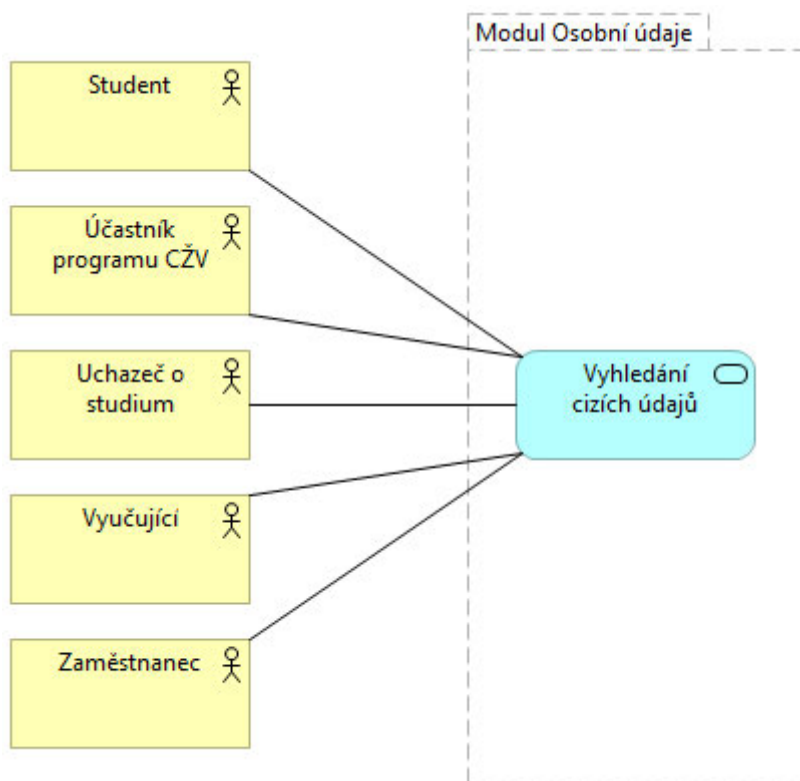 Modul Osobní údaje
Student
Účastník
programu CŽV
Uchazeč o
studium
Vyhledání
cizích údajů
Vyučující
Zaměstnanec